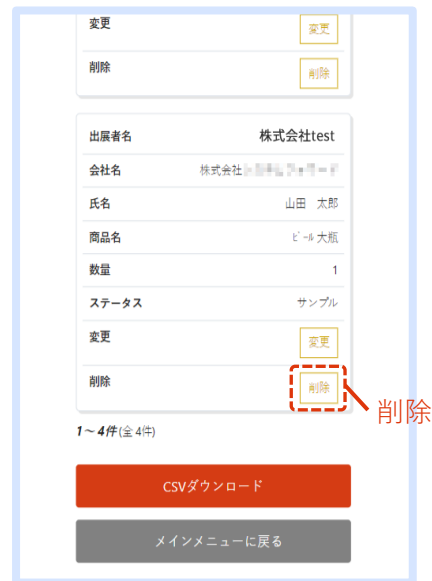 変更 変更
削除 削除
出展者名 株式会社test
会社名 株式会社
氏名 山田 太郎
商品名 ビール大瓶
数量 1
ステータス サンプル
変更 変更
削除 削除
削除
1～4件(全4件)
CSVダウンロード
メインメニューに戻る